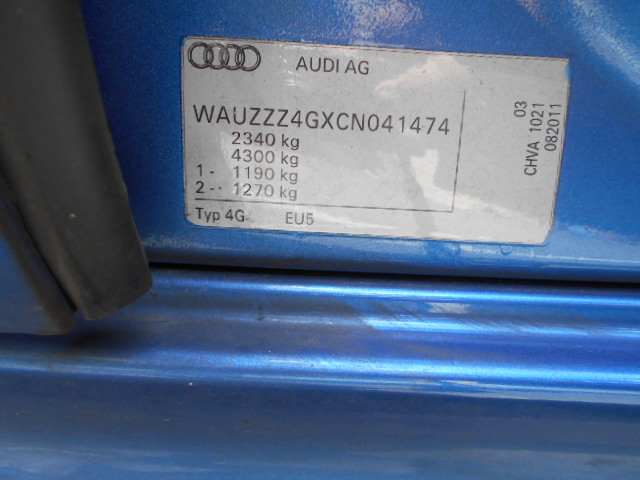 AUDI AG
WAUZZZ4GXCN041474
2340 kg
4300 kg
1- 1190 kg
2-· 1270 kg
Typ 4G EU5
03
CHVA 1021
082011